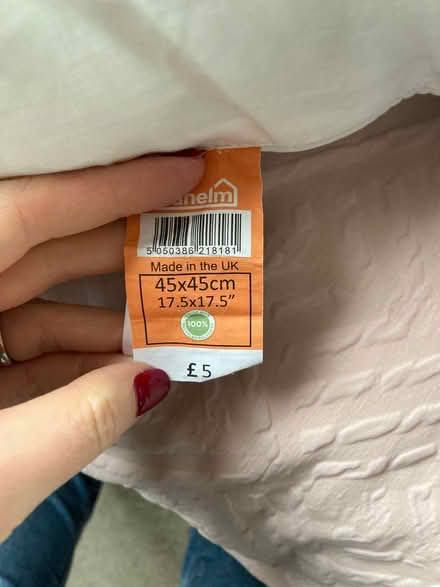 5 050386 218181
Made in the UK
45x45cm
17.5x17.5"
100%
£5